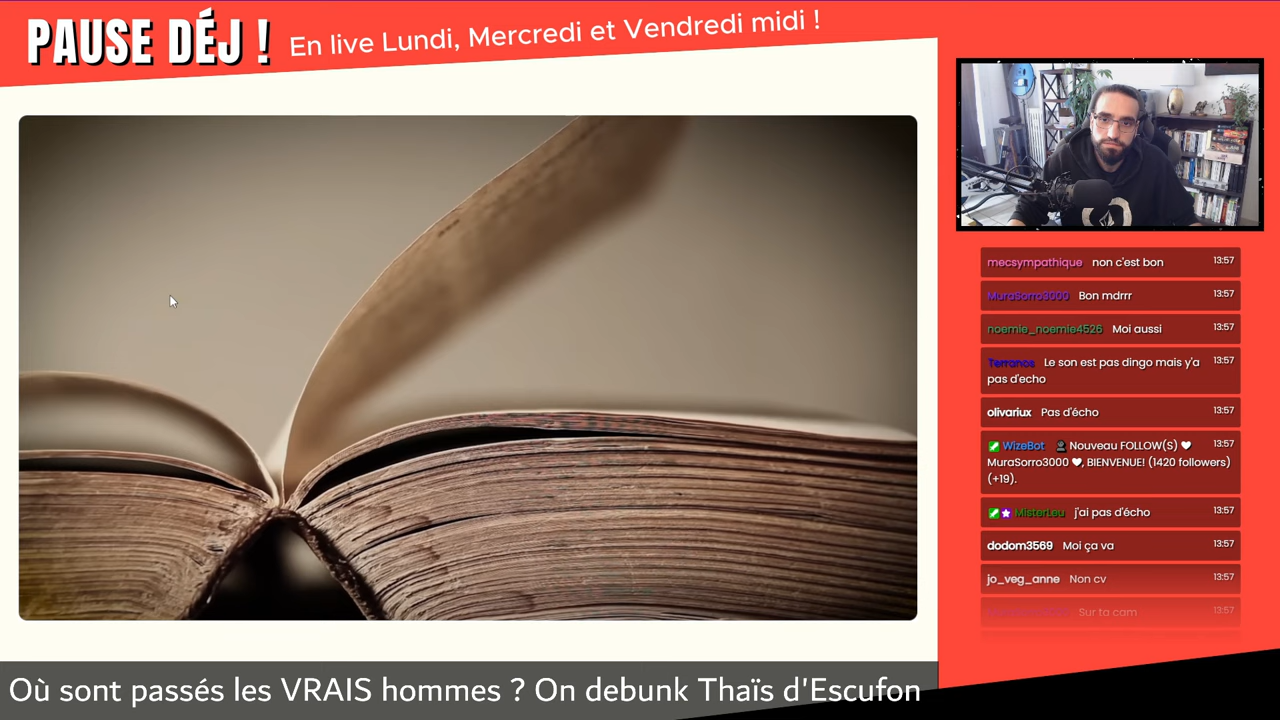 PAUSE DÉJ !
En live Lundi, Mercredi et Vendredi midi !
mecsympathique non c'est bon 13:57
MuraSorro3000 Bon mdrrr 13:57
noemie_noemie4526 Moi aussi 13:57
Terranos Le son est pas dingo mais y'a 13:57
pas d'echo
olivariux Pas d'écho 13:57
WizeBot Nouveau FOLLOW(S) 13:57
MuraSorro3000, BIENVENUE! (1420 followers)
(+19).
MisterLeu j'ai pas d'écho 13:57
dodom3569 Moi ça va 13:57
jo_veg_anne Non cv 13:57
Sur ta cam 13:57
Où sont passés les VRAIS hommes ? On debunk Thaïs d'Escufon